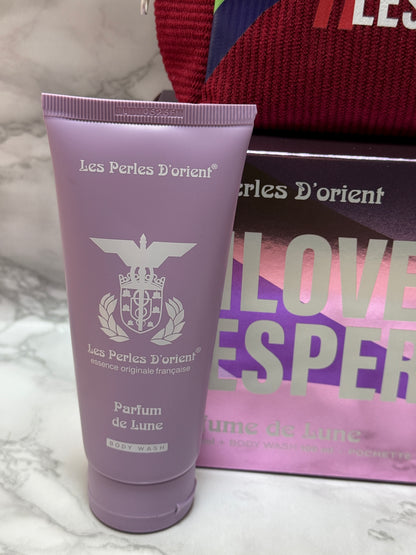 //LES
Les Perles D'orient®
Les Perles D'orient®
essence originale française
Parfum
de Lune
BODY WASH
Perles D'orient
ILOVE
ESPER
fume de Lune
+ BODY WASH
POCHETTE